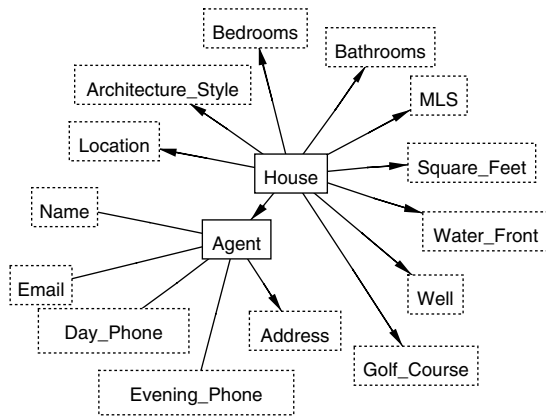 Bedrooms
Bathrooms
Architecture_Style
MLS
Location
Square_Feet
House
Name
Water_Front
Agent
Email
Well
Day_Phone
Address
Golf_Course
Evening_Phone